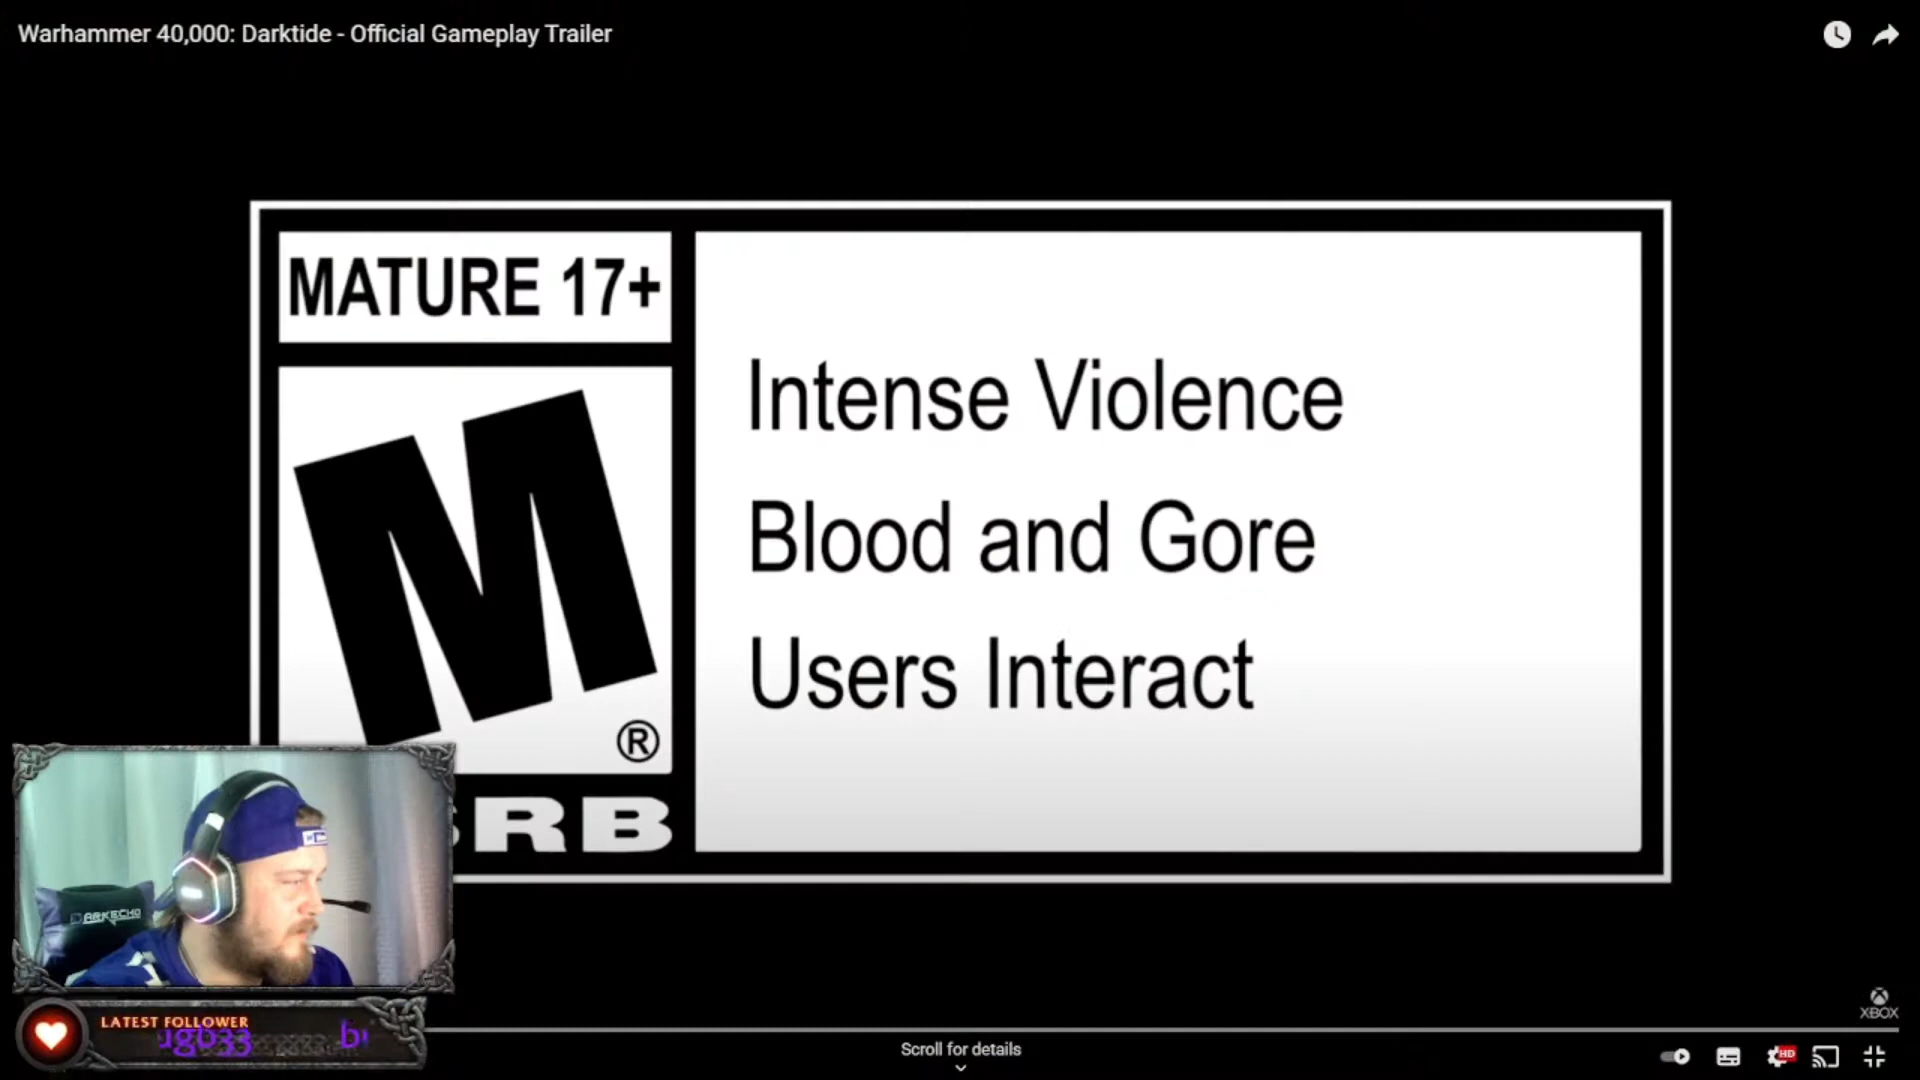 Warhammer 40,000: Darktide - Official Gameplay Trailer
MATURE 17+
Intense Violence
Blood and Gore
Users Interact
M
®
RB
DARKECHO
LATEST FOLLOWER
XBOX
Scroll for details
HD